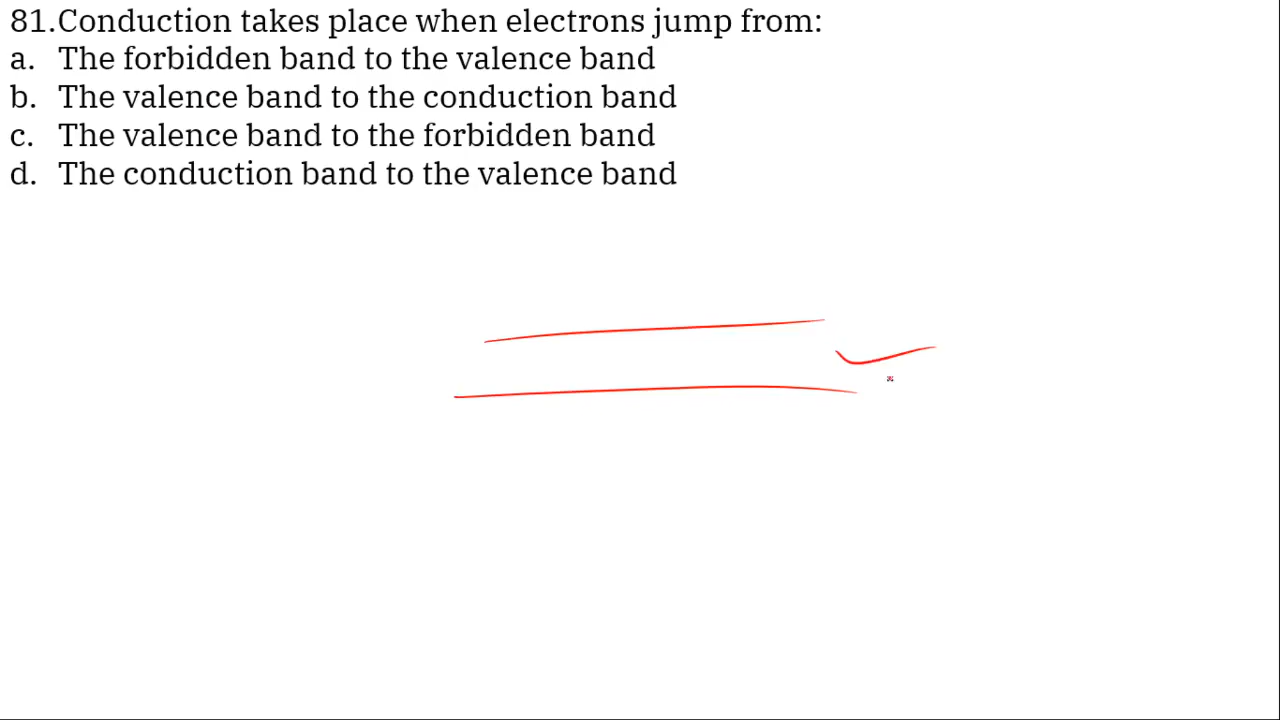 81.Conduction takes place when electrons jump from:
a. The forbidden band to the valence band
b. The valence band to the conduction band
c. The valence band to the forbidden band
d. The conduction band to the valence band